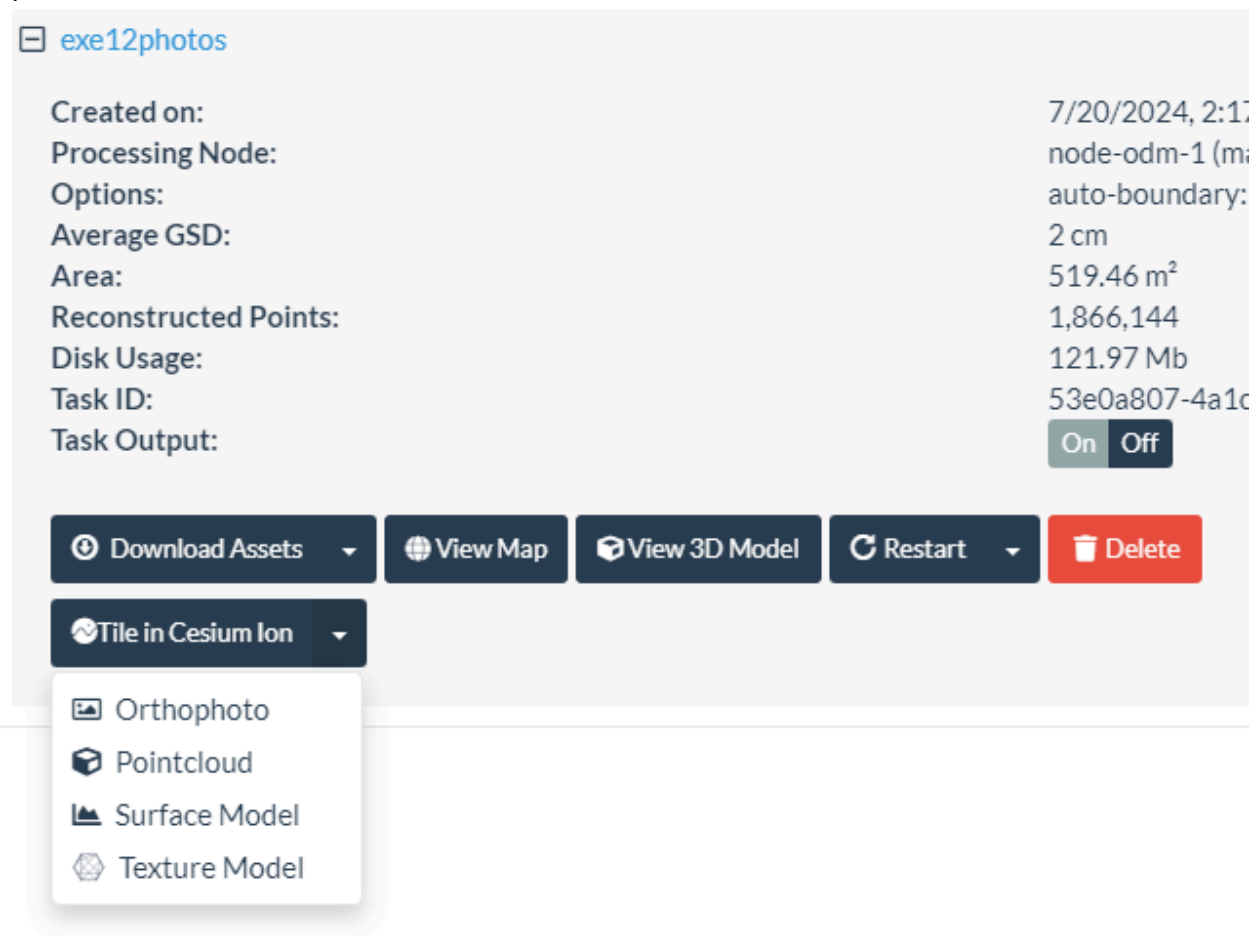 exe12photos
Created on: 7/20/2024, 2:17
Processing Node: node-odm-1 (ma
Options: auto-boundary:
Average GSD: 2 cm
Area: 519.46 m²
Reconstructed Points: 1,866,144
Disk Usage: 121.97 Mb
Task ID: 53e0a807-4a1c
Task Output: On Off
Download Assets View Map View 3D Model Restart Delete
Tile in Cesium Ion
Orthophoto
Pointcloud
Surface Model
Texture Model